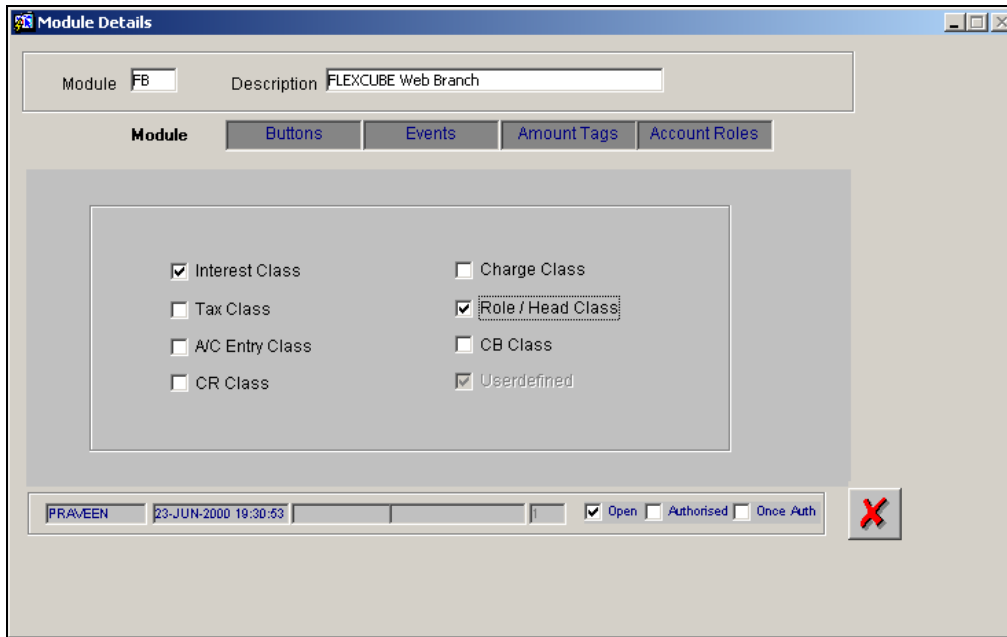 Module Details
Module FB Description FLEXCUBE Web Branch
Module Buttons Events Amount Tags Account Roles
Interest Class Charge Class
Tax Class Role / Head Class
A/C Entry Class CB Class
CR Class Userdefined
PRAVEEN 23-JUN-2000 19:30:53 1 Open Authorised Once Auth